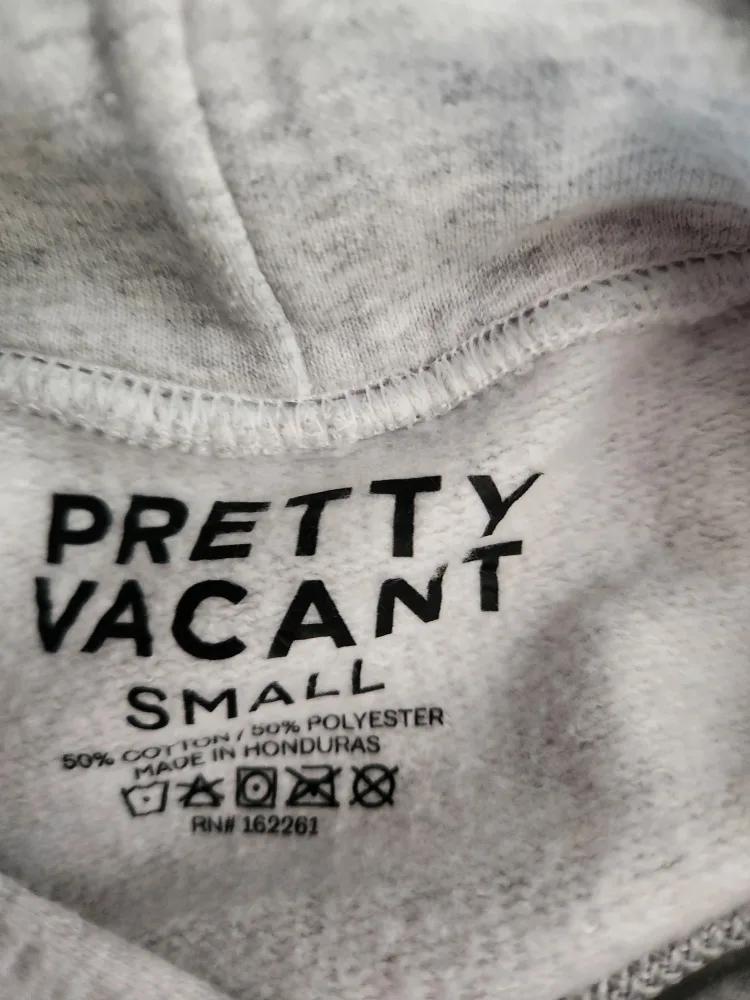 PRETTY
VACANT
SMALL
50% COTTON / 50% POLYESTER
MADE IN HONDURAS
RN# 162261